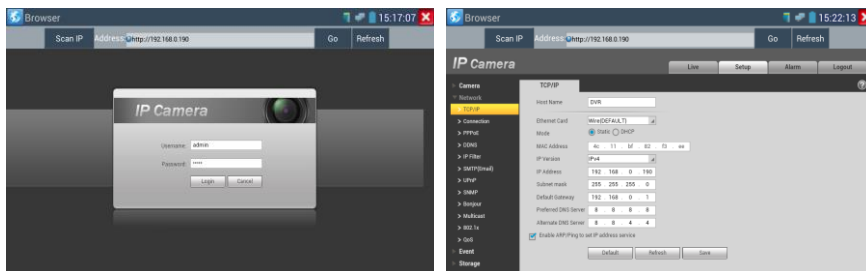 Browser
15:17:07
Scan IP
Address:
http://192.168.0.190
Go
Refresh
IP Camera
Username:
admin
Password:
Login
Cancel
Browser
15:22:13
Scan IP
Address:
http://192.168.0.190
Go
Refresh
IP Camera
Live
Setup
Alarm
Logout
Camera
Network
TCP/IP
Connection
PPPoE
DDNS
IP Filter
SMTP(Email)
UPnP
SNMP
Bonjour
Multicast
802.1x
QoS
Event
Storage
TCP/IP
Host Name DVR
Ethernet Card Wire(DEFAULT)
Mode Static DHCP
MAC Address 4c . 11 . bf . 82 . f3 . ee
IP Version IPv4
IP Address 192 . 168 . 0 . 190
Subnet mask 255 . 255 . 255 . 0
Default Gateway 192 . 168 . 0 . 1
Preferred DNS Server 8 . 8 . 8 . 8
Alternate DNS Server 8 . 8 . 4 . 4
Enable ARP/Ping to set IP address service
Default Refresh Save